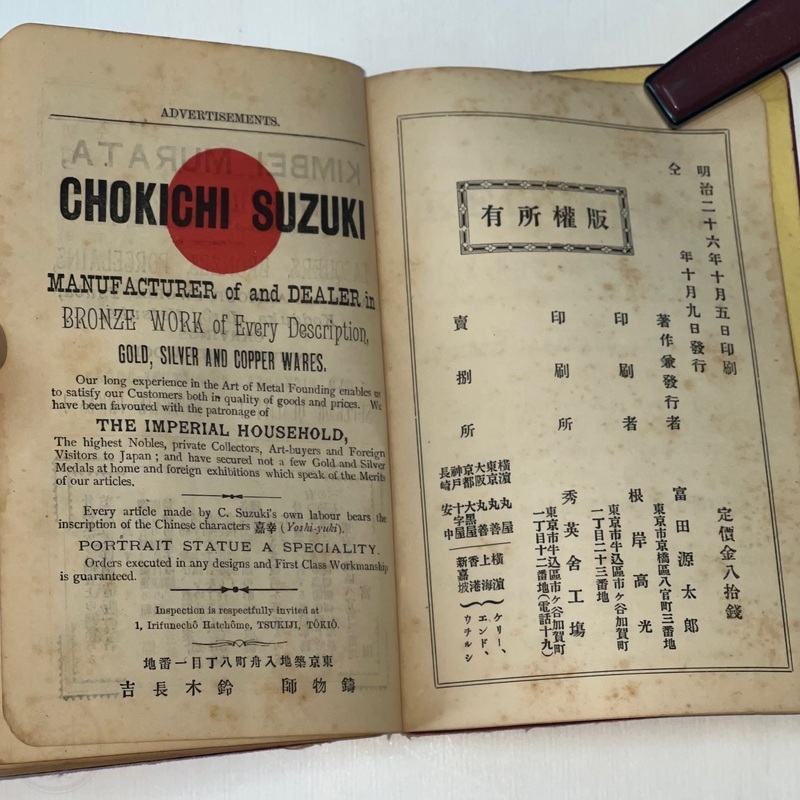 ADVERTISEMENTS.
CHOKICHI SUZUKI
MANUFACTURER of and DEALER in
BRONZE WORK of Every Description,
GOLD, SILVER AND COPPER WARES.
Our long experience in the Art of Metal Founding enables us
to satisfy our Customers both in quality of goods and prices. We
have been favoured with the patronage of
THE IMPERIAL HOUSEHOLD,
The highest Nobles, private Collectors, Art-buyers and Foreign
Visitors to Japan; and have secured not a few Gold and Silver
Medals at home and foreign exhibitions which speak of the Merits
of our articles.
Every article made by C. Suzuki's own labour bears the
inscription of the Chinese characters 嘉幸 (Yoshi-yuki).
PORTRAIT STATUE A SPECIALITY.
Orders executed in any designs and First Class Workmanship
is guaranteed.
Inspection is respectfully invited at
1, Irifunechō Hatchōme, TSUKIJI, TŌKIŌ.
地番一目丁八町舟入地築京東
吉長木鈴 師物鑄
明治二十六年十月五日印刷
仝 年十月九日發行
有所權版
定價金八拾錢
著作兼發行者 富田源太郎
東京市京橋區八官町三番地
印刷者 根岸高光
東京市牛込區市ヶ谷加賀町一丁目二十三番地
印刷所 秀英舍工場
東京市牛込區市ヶ谷加賀町一丁目十二番地(電話十九)
賣捌所
橫濱 丸屋
東京 丸善
大阪 丸善
京都 大黑屋
神戶 十字屋
長崎 安中
橫濱
上海
香港
新嘉坡
ケリー、エンド、ウオルシ